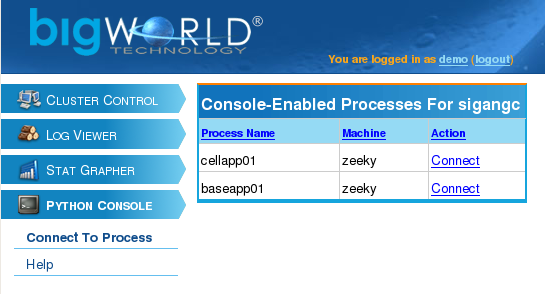 bigWORLD®
TECHNOLOGY
You are logged in as demo (logout)
CLUSTER CONTROL
LOG VIEWER
STAT GRAPHER
PYTHON CONSOLE
Connect To Process
Help
Console-Enabled Processes For sigangc
Process Name Machine Action
cellapp01 zeeky Connect
baseapp01 zeeky Connect